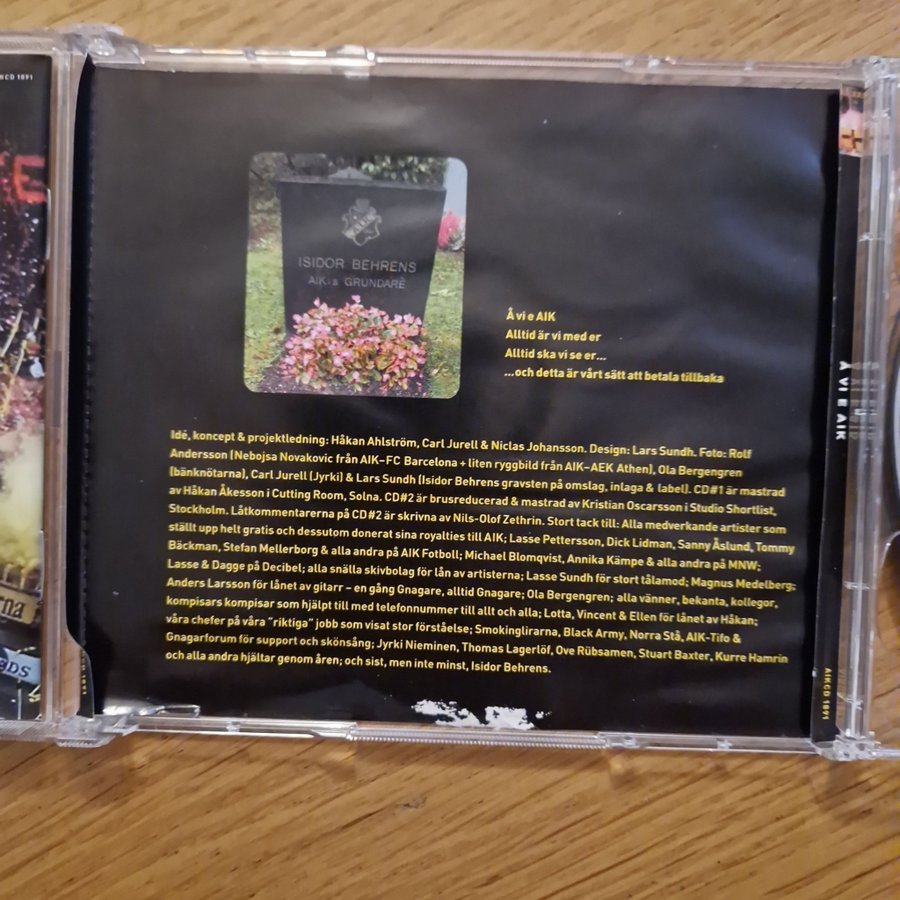 KCD 1891
E
ISIDOR BEHRENS
AIK:s GRUNDARE
Å vi e AIK
Alltid är vi med er
Alltid ska vi se er...
...och detta är vårt sätt att betala tillbaka
Idé, koncept & projektledning: Håkan Ahlström, Carl Jurell & Niclas Johansson. Design: Lars Sundh. Foto: Rolf
Andersson (Nebojsa Novakovic från AIK–FC Barcelona + liten ryggbild från AIK–AEK Athen), Ola Bergengren
(bänknötarna), Carl Jurell (Jyrki) & Lars Sundh (Isidor Behrens gravsten på omslag, inlaga & label). CD#1 är mastrad
av Håkan Åkesson i Cutting Room, Solna. CD#2 är brusreducerad & mastrad av Kristian Oscarsson i Studio Shortlist,
Stockholm. Låtkommentarerna på CD#2 är skrivna av Nils-Olof Zethrin. Stort tack till: Alla medverkande artister som
ställt upp helt gratis och dessutom donerat sina royalties till AIK; Lasse Pettersson, Dick Lidman, Sanny Åslund, Tommy
Bäckman, Stefan Mellerborg & alla andra på AIK Fotboll; Michael Blomqvist, Annika Kämpe & alla andra på MNW;
Lasse & Dagge på Decibel; alla snälla skivbolag för lån av artisterna; Lasse Sundh för stort tålamod; Magnus Medelberg;
Anders Larsson för lånet av gitarr – en gång Gnagare, alltid Gnagare; Ola Bergengren; alla vänner, bekanta, kollegor,
kompisars kompisar som hjälpt till med telefonnummer till allt och alla; Lotta, Vincent & Ellen för lånet av Håkan;
våra chefer på våra "riktiga" jobb som visat stor förståelse; Smokinglirarna, Black Army, Norra Stå, AIK-Tifo &
Gnagarforum för support och skönsång; Jyrki Nieminen, Thomas Lagerlöf, Ove Rübsamen, Stuart Baxter, Kurre Hamrin
och alla andra hjältar genom åren; och sist, men inte minst, Isidor Behrens.
Å VI E AIK
AIKCD 1891
rna
DS